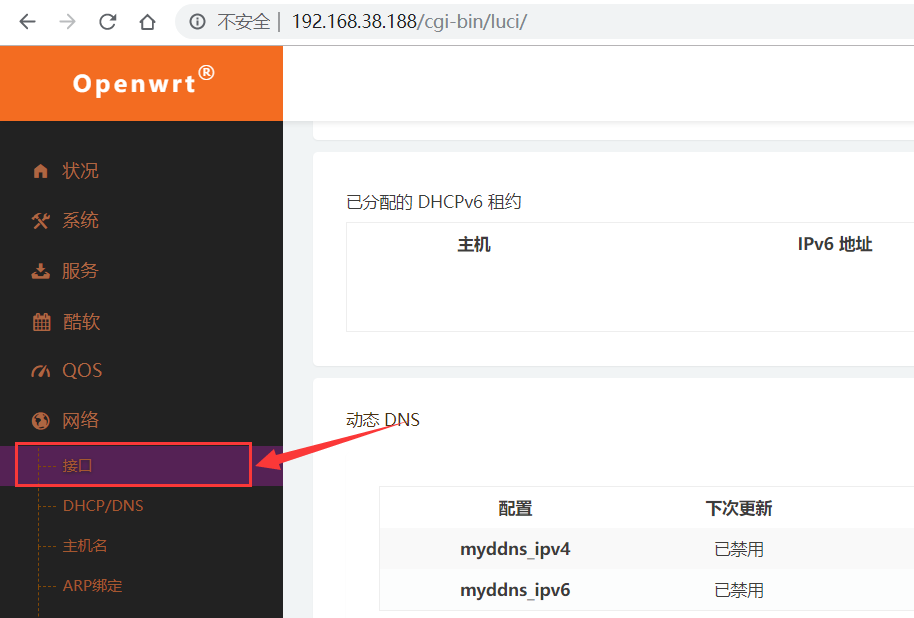 不安全 | 192.168.38.188/cgi-bin/luci/
Openwrt®
状况
系统
服务
酷软
QOS
网络
接口
DHCP/DNS
主机名
ARP绑定
已分配的 DHCPv6 租约
主机 IPv6 地址
动态 DNS
配置 下次更新
myddns_ipv4 已禁用
myddns_ipv6 已禁用